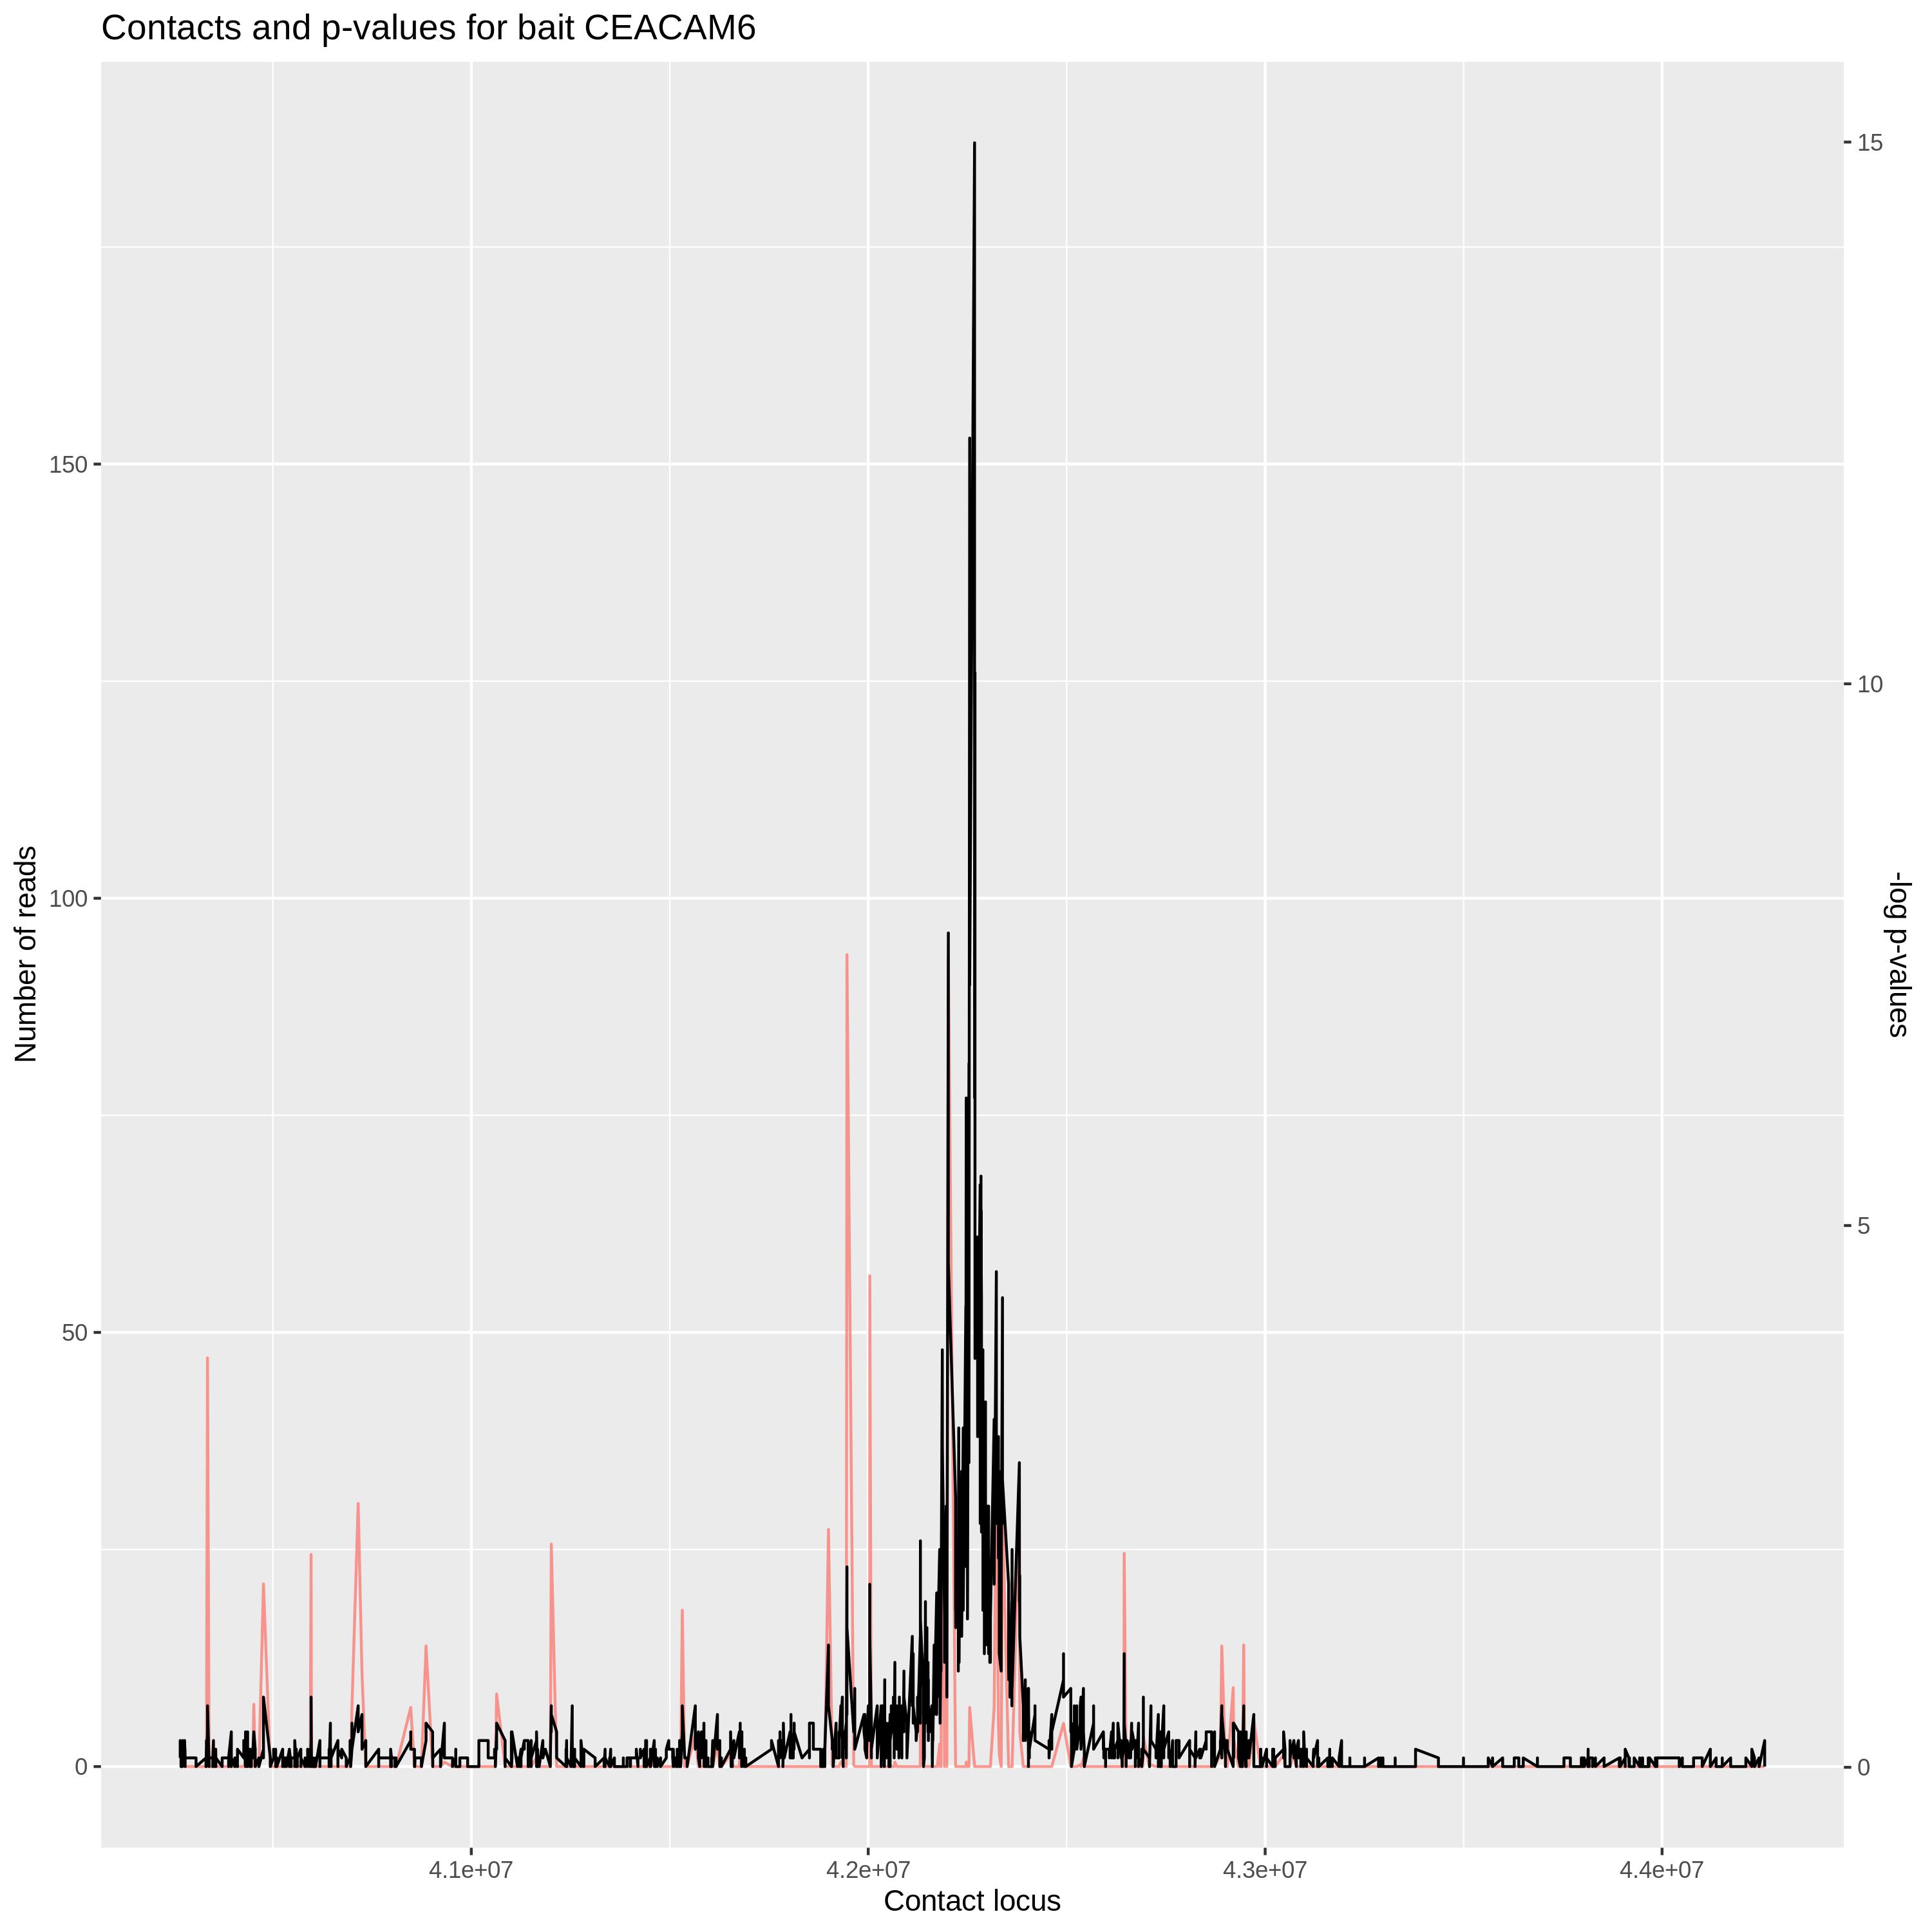 Contacts and p-values for bait CEACAM6
15
150
10
100
Number of reads
-log p-values
5
50
0
0
4.1e+07
4.2e+07
4.3e+07
4.4e+07
Contact locus